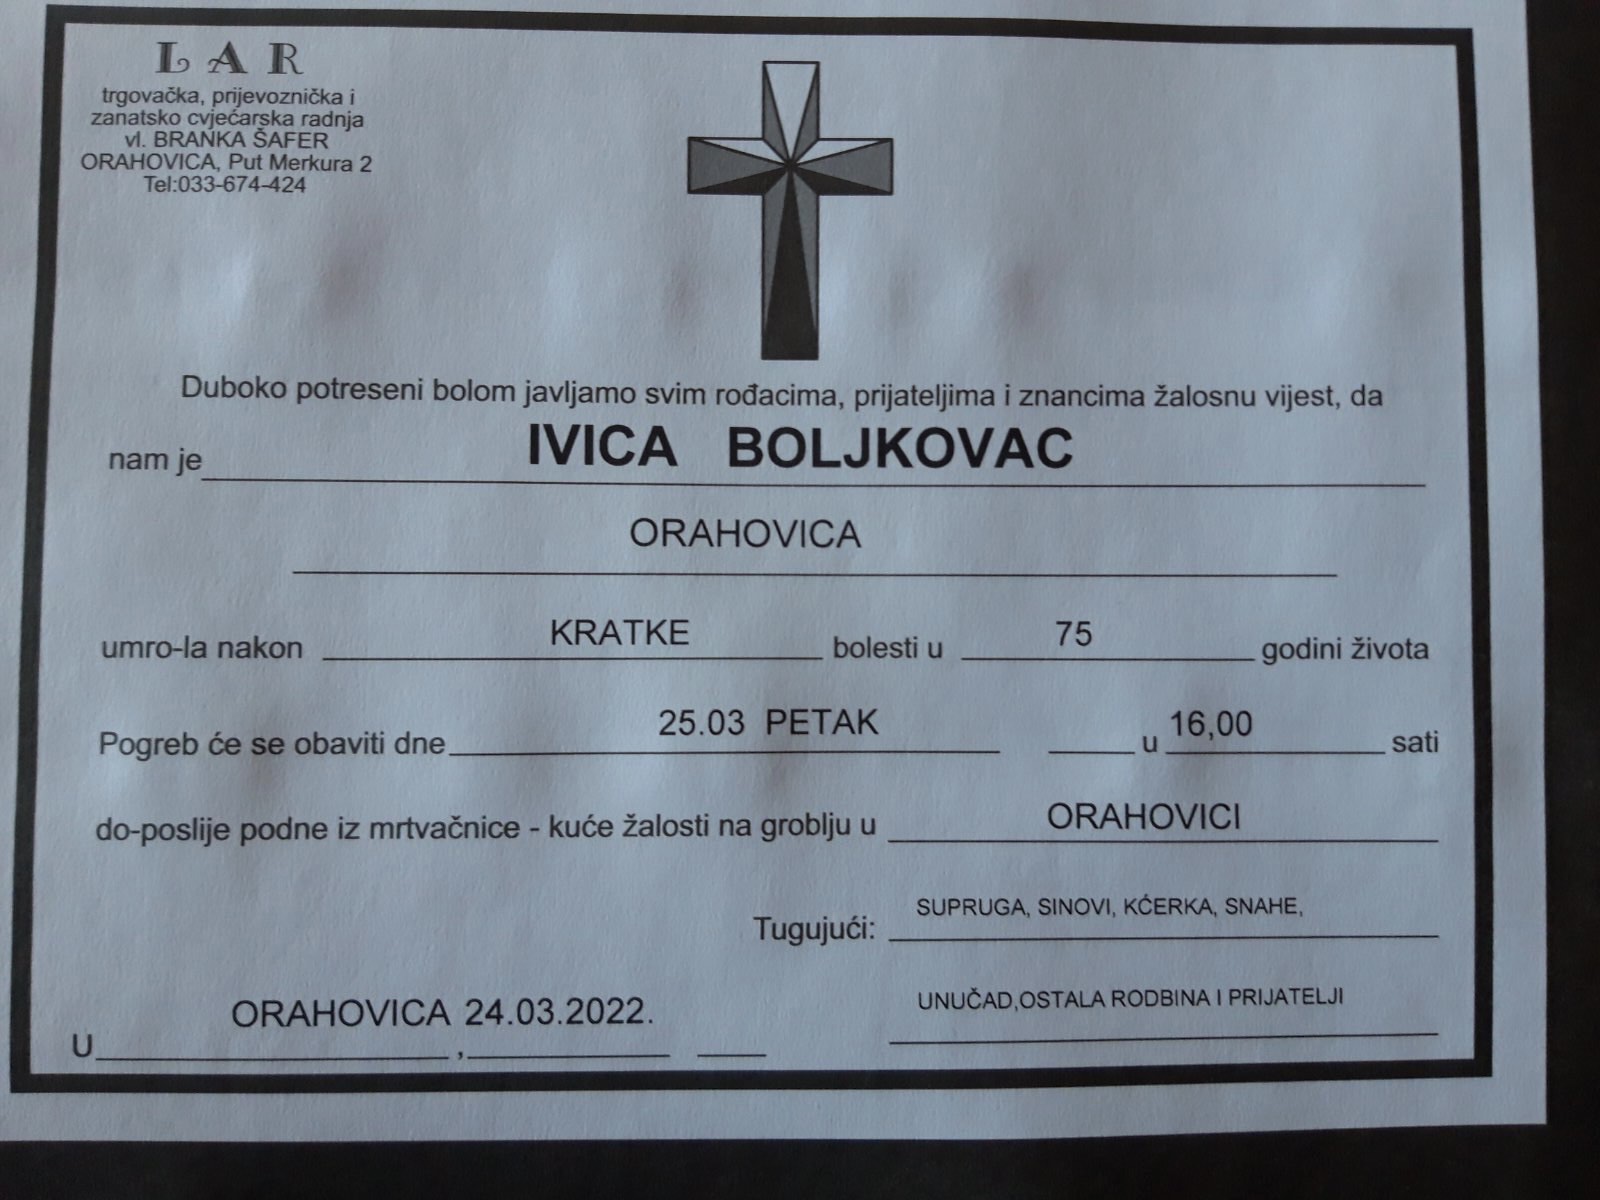 LAR
trgovačka, prijevoznička i
zanatsko cvjećarska radnja
vl. BRANKA ŠAFER
ORAHOVICA, Put Merkura 2
Tel:033-674-424
Duboko potreseni bolom javljamo svim rođacima, prijateljima i znancima žalosnu vijest, da
nam je IVICA BOLJKOVAC
ORAHOVICA
umro-la nakon KRATKE bolesti u 75 godini života
Pogreb će se obaviti dne 25.03 PETAK u 16,00 sati
do-poslije podne iz mrtvačnice - kuće žalosti na groblju u ORAHOVICI
Tugujući: SUPRUGA, SINOVI, KĆERKA, SNAHE,
UNUČAD,OSTALA RODBINA I PRIJATELJI
U ORAHOVICA, 24.03.2022.